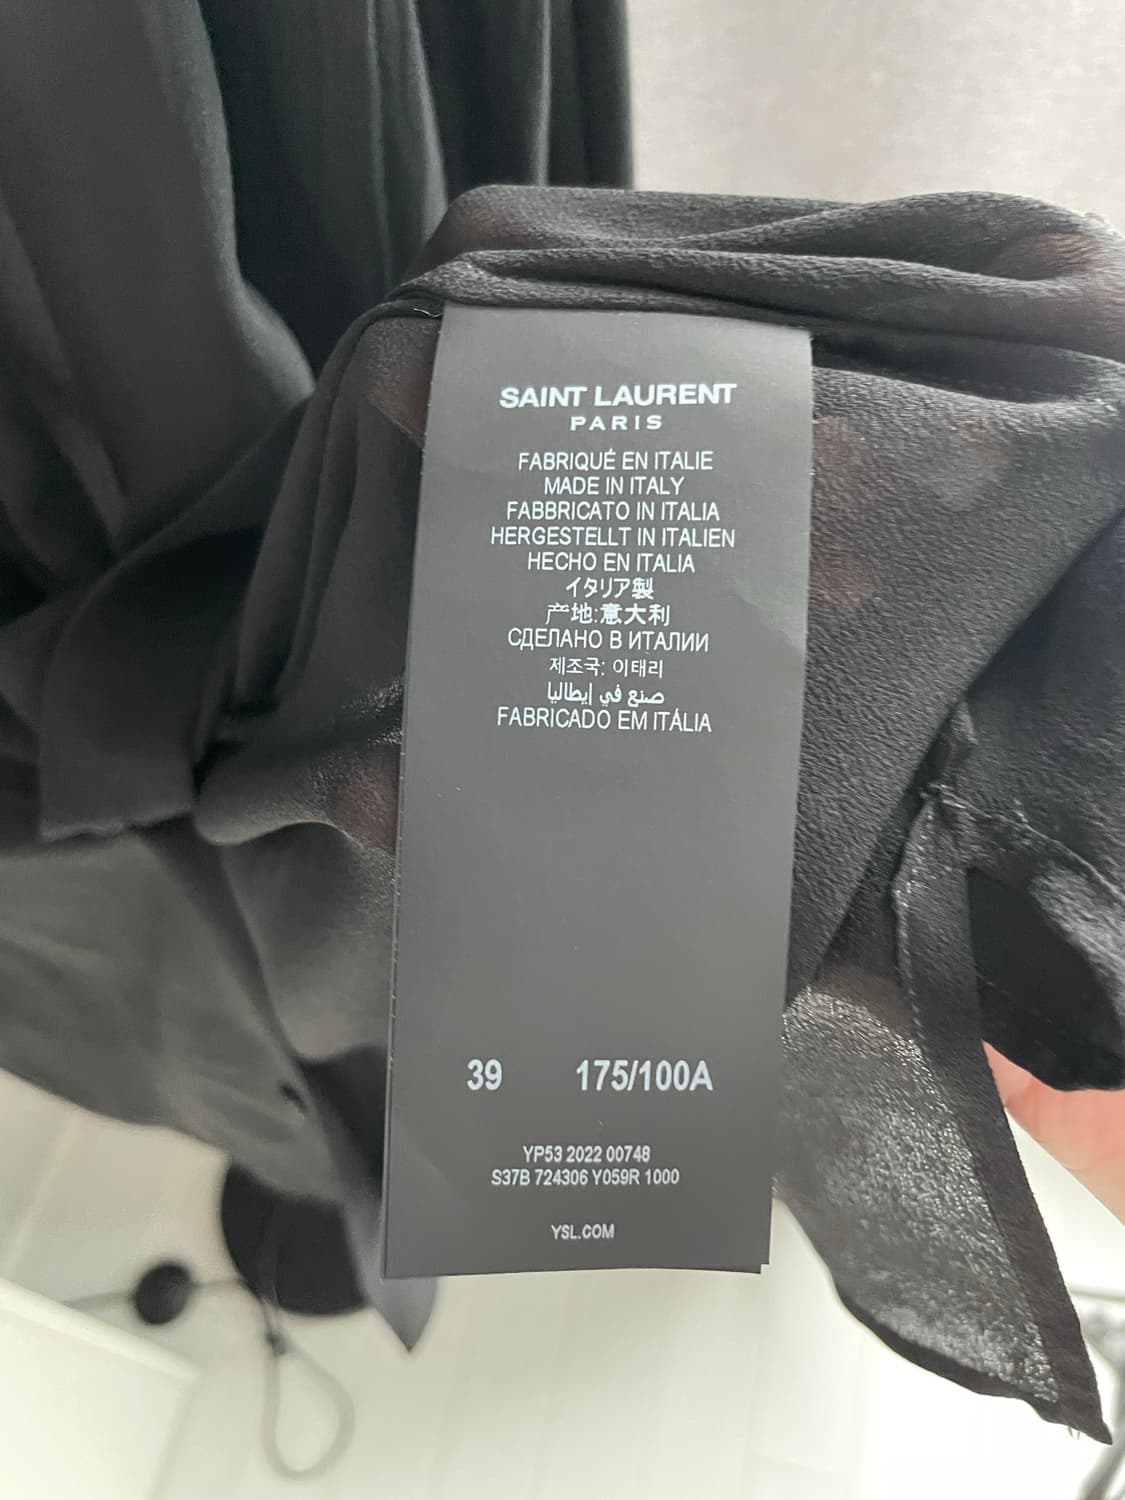 SAINT LAURENT
PARIS
FABRIQUÉ EN ITALIE
MADE IN ITALY
FABBRICATO IN ITALIA
HERGESTELLT IN ITALIEN
HECHO EN ITALIA
イタリア製
产地:意大利
СДЕЛАНО В ИТАЛИИ
제조국: 이태리
صنع في إيطاليا
FABRICADO EM ITÁLIA
39 175/100A
YP53 2022 00748
S37B 724306 Y059R 1000
YSL.COM